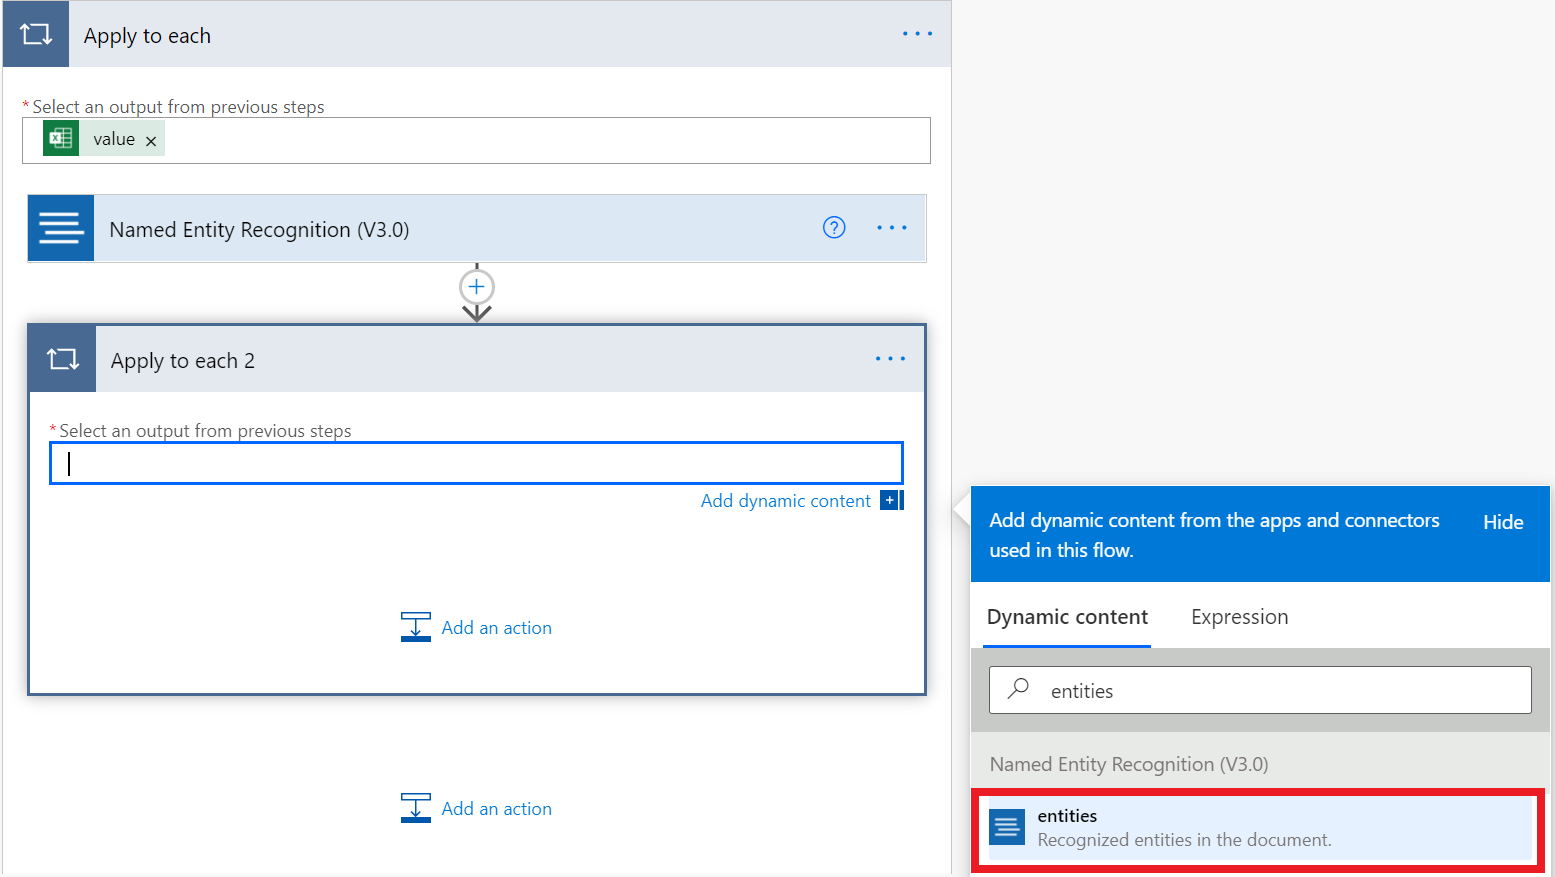 Apply to each
* Select an output from previous steps
value ×
Named Entity Recognition (V3.0)
Apply to each 2
* Select an output from previous steps
Add dynamic content
Add an action
Add an action
Add dynamic content from the apps and connectors
used in this flow.
Hide
Dynamic content
Expression
entities
Named Entity Recognition (V3.0)
entities
Recognized entities in the document.